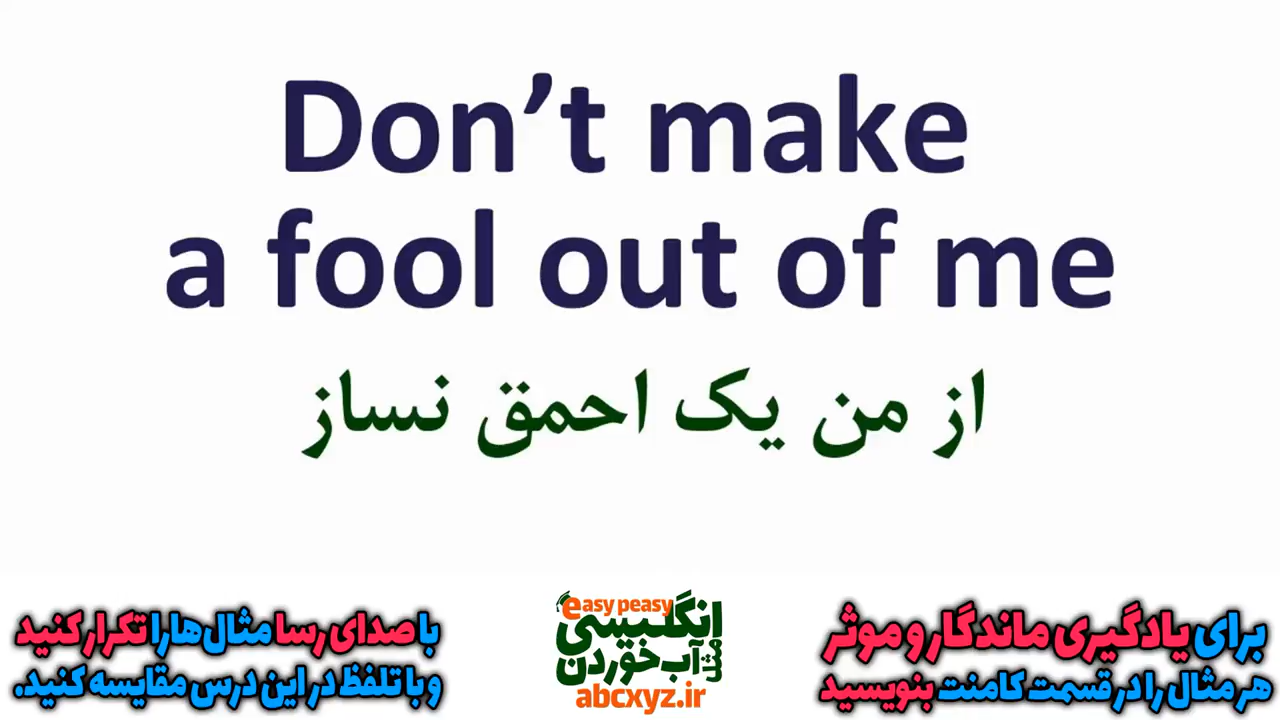 Don’t make
a fool out of me
از من یک احمق نساز
برای یادگیری ماندگار و موثر
هر مثال را در قسمت کامنت بنویسید
easy peasy
انگلیسی
مثل آب خوردن
abcxyz.ir
با صدای رسا مثال‌ها را تکرار کنید
و با تلفظ در این درس مقایسه کنید.